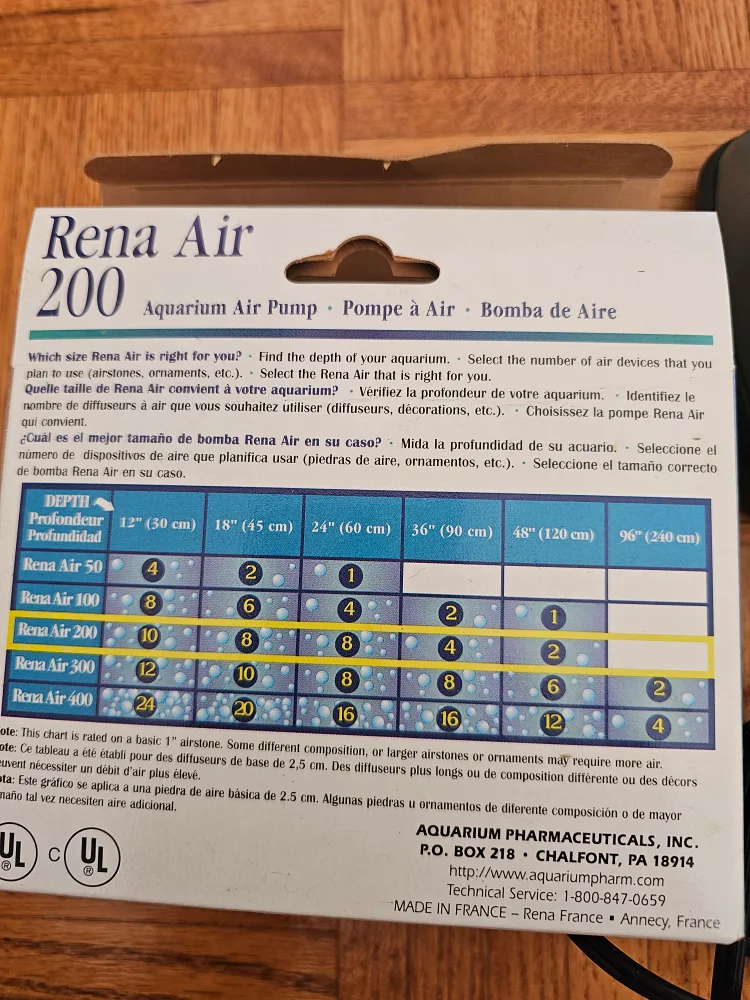 Rena Air
200 Aquarium Air Pump · Pompe à Air · Bomba de Aire
Which size Rena Air is right for you? · Find the depth of your aquarium. · Select the number of air devices that you
plan to use (airstones, ornaments, etc.). · Select the Rena Air that is right for you.
Quelle taille de Rena Air convient à votre aquarium? · Vérifiez la profondeur de votre aquarium. · Identifiez le
nombre de diffuseurs à air que vous souhaitez utiliser (diffuseurs, décorations, etc.). · Choisissez la pompe Rena Air
qui convient.
¿Cuál es el mejor tamaño de bomba Rena Air en su caso? · Mida la profundidad de su acuario. · Seleccione el
número de dispositivos de aire que planifica usar (piedras de aire, ornamentos, etc.). · Seleccione el tamaño correcto
de bomba Rena Air en su caso.
DEPTH
Profondeur
Profundidad
12" (30 cm) 18" (45 cm) 24" (60 cm) 36" (90 cm) 48" (120 cm) 96" (240 cm)
Rena Air 50 4 2 1
Rena Air 100 8 6 4 2 1
Rena Air 200 10 8 8 4 2
Rena Air 300 12 10 8 8 6 2
Rena Air 400 24 20 16 16 12 4
ote: This chart is rated on a basic 1" airstone. Some different composition, or larger airstones or ornaments may require more air.
ote: Ce tableau a été établi pour des diffuseurs de base de 2,5 cm. Des diffuseurs plus longs ou de composition différente ou des décors
euvent nécessiter un débit d'air plus élevé.
ota: Este gráfico se aplica a una piedra de aire básica de 2.5 cm. Algunas piedras u ornamentos de diferente composición o de mayor
maño tal vez necesiten aire adicional.
UL ® C UL ®
AQUARIUM PHARMACEUTICALS, INC.
P.O. BOX 218 · CHALFONT, PA 18914
http://www.aquariumpharm.com
Technical Service: 1-800-847-0659
MADE IN FRANCE – Rena France ▪ Annecy, France